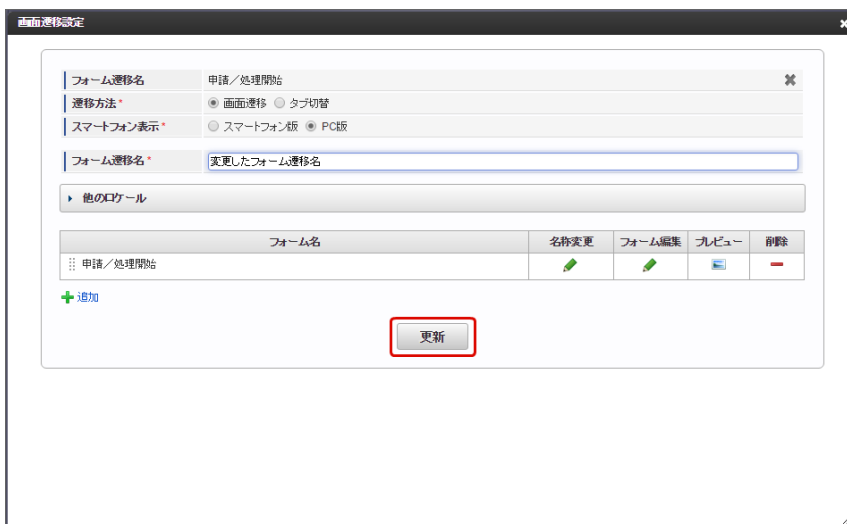 画面遷移設定
フォーム遷移名 申請／処理開始
遷移方法* 画面遷移 タブ切替
スマートフォン表示* スマートフォン版 PC版
フォーム遷移名* 変更したフォーム遷移名
他のロケール
フォーム名 名称変更 フォーム編集 プレビュー 削除
申請／処理開始
追加
更新